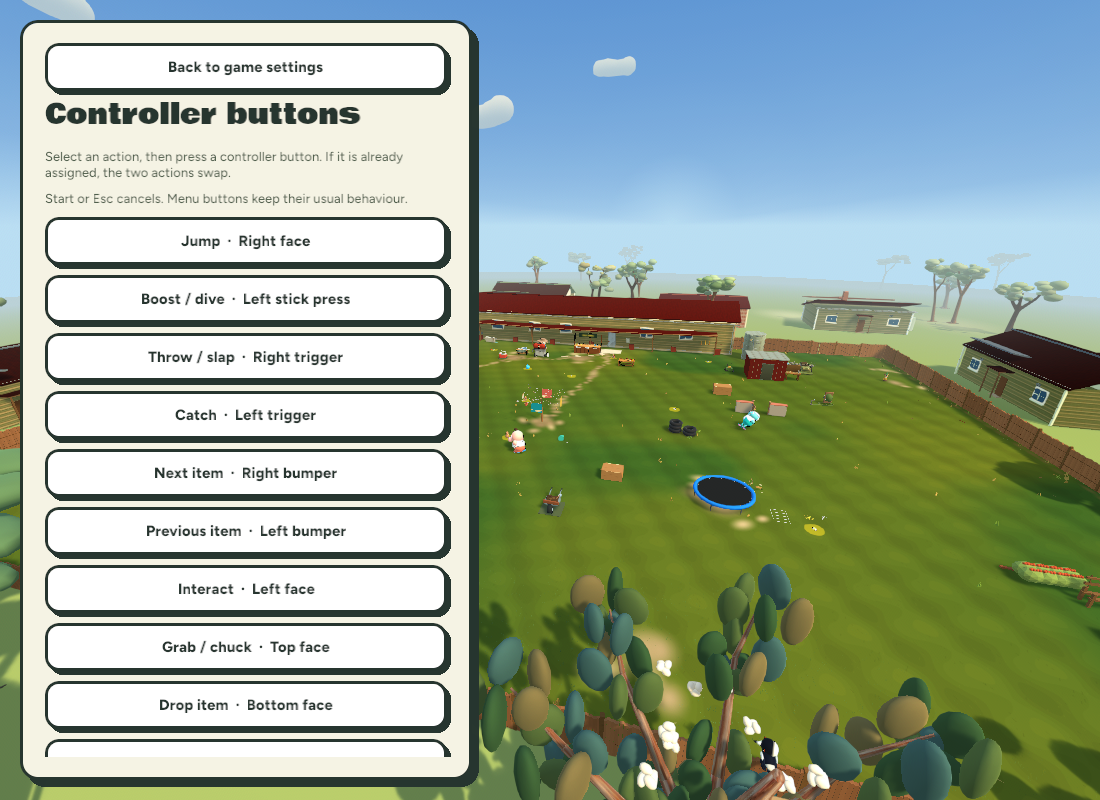 Back to game settings
Controller buttons
Select an action, then press a controller button. If it is already
assigned, the two actions swap.
Start or Esc cancels. Menu buttons keep their usual behaviour.
Jump · Right face
Boost / dive · Left stick press
Throw / slap · Right trigger
Catch · Left trigger
Next item · Right bumper
Previous item · Left bumper
Interact · Left face
Grab / chuck · Top face
Drop item · Bottom face